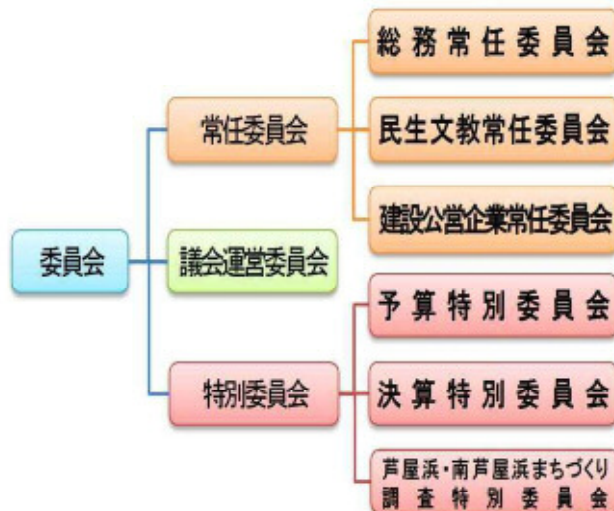 委員会
常任委員会
総務常任委員会
民生文教常任委員会
建設公営企業常任委員会
議会運営委員会
特別委員会
予算特別委員会
決算特別委員会
芦屋浜・南芦屋浜まちづくり
調査特別委員会